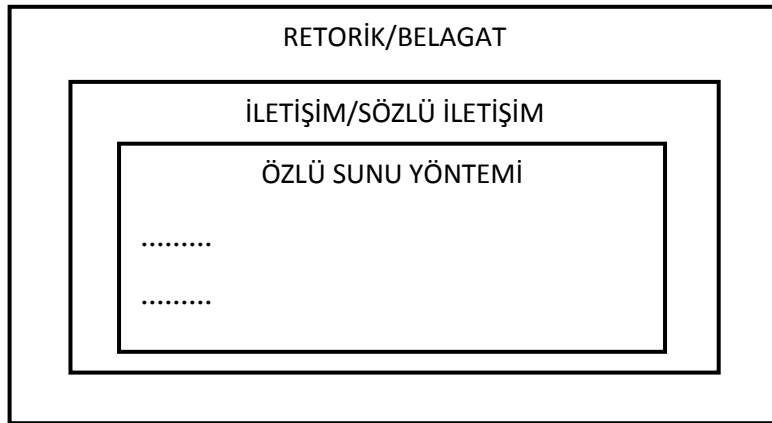 RETORİK/BELAGAT
İLETİŞİM/SÖZLÜ İLETİŞİM
ÖZLÜ SUNU YÖNTEMİ
.........
.........